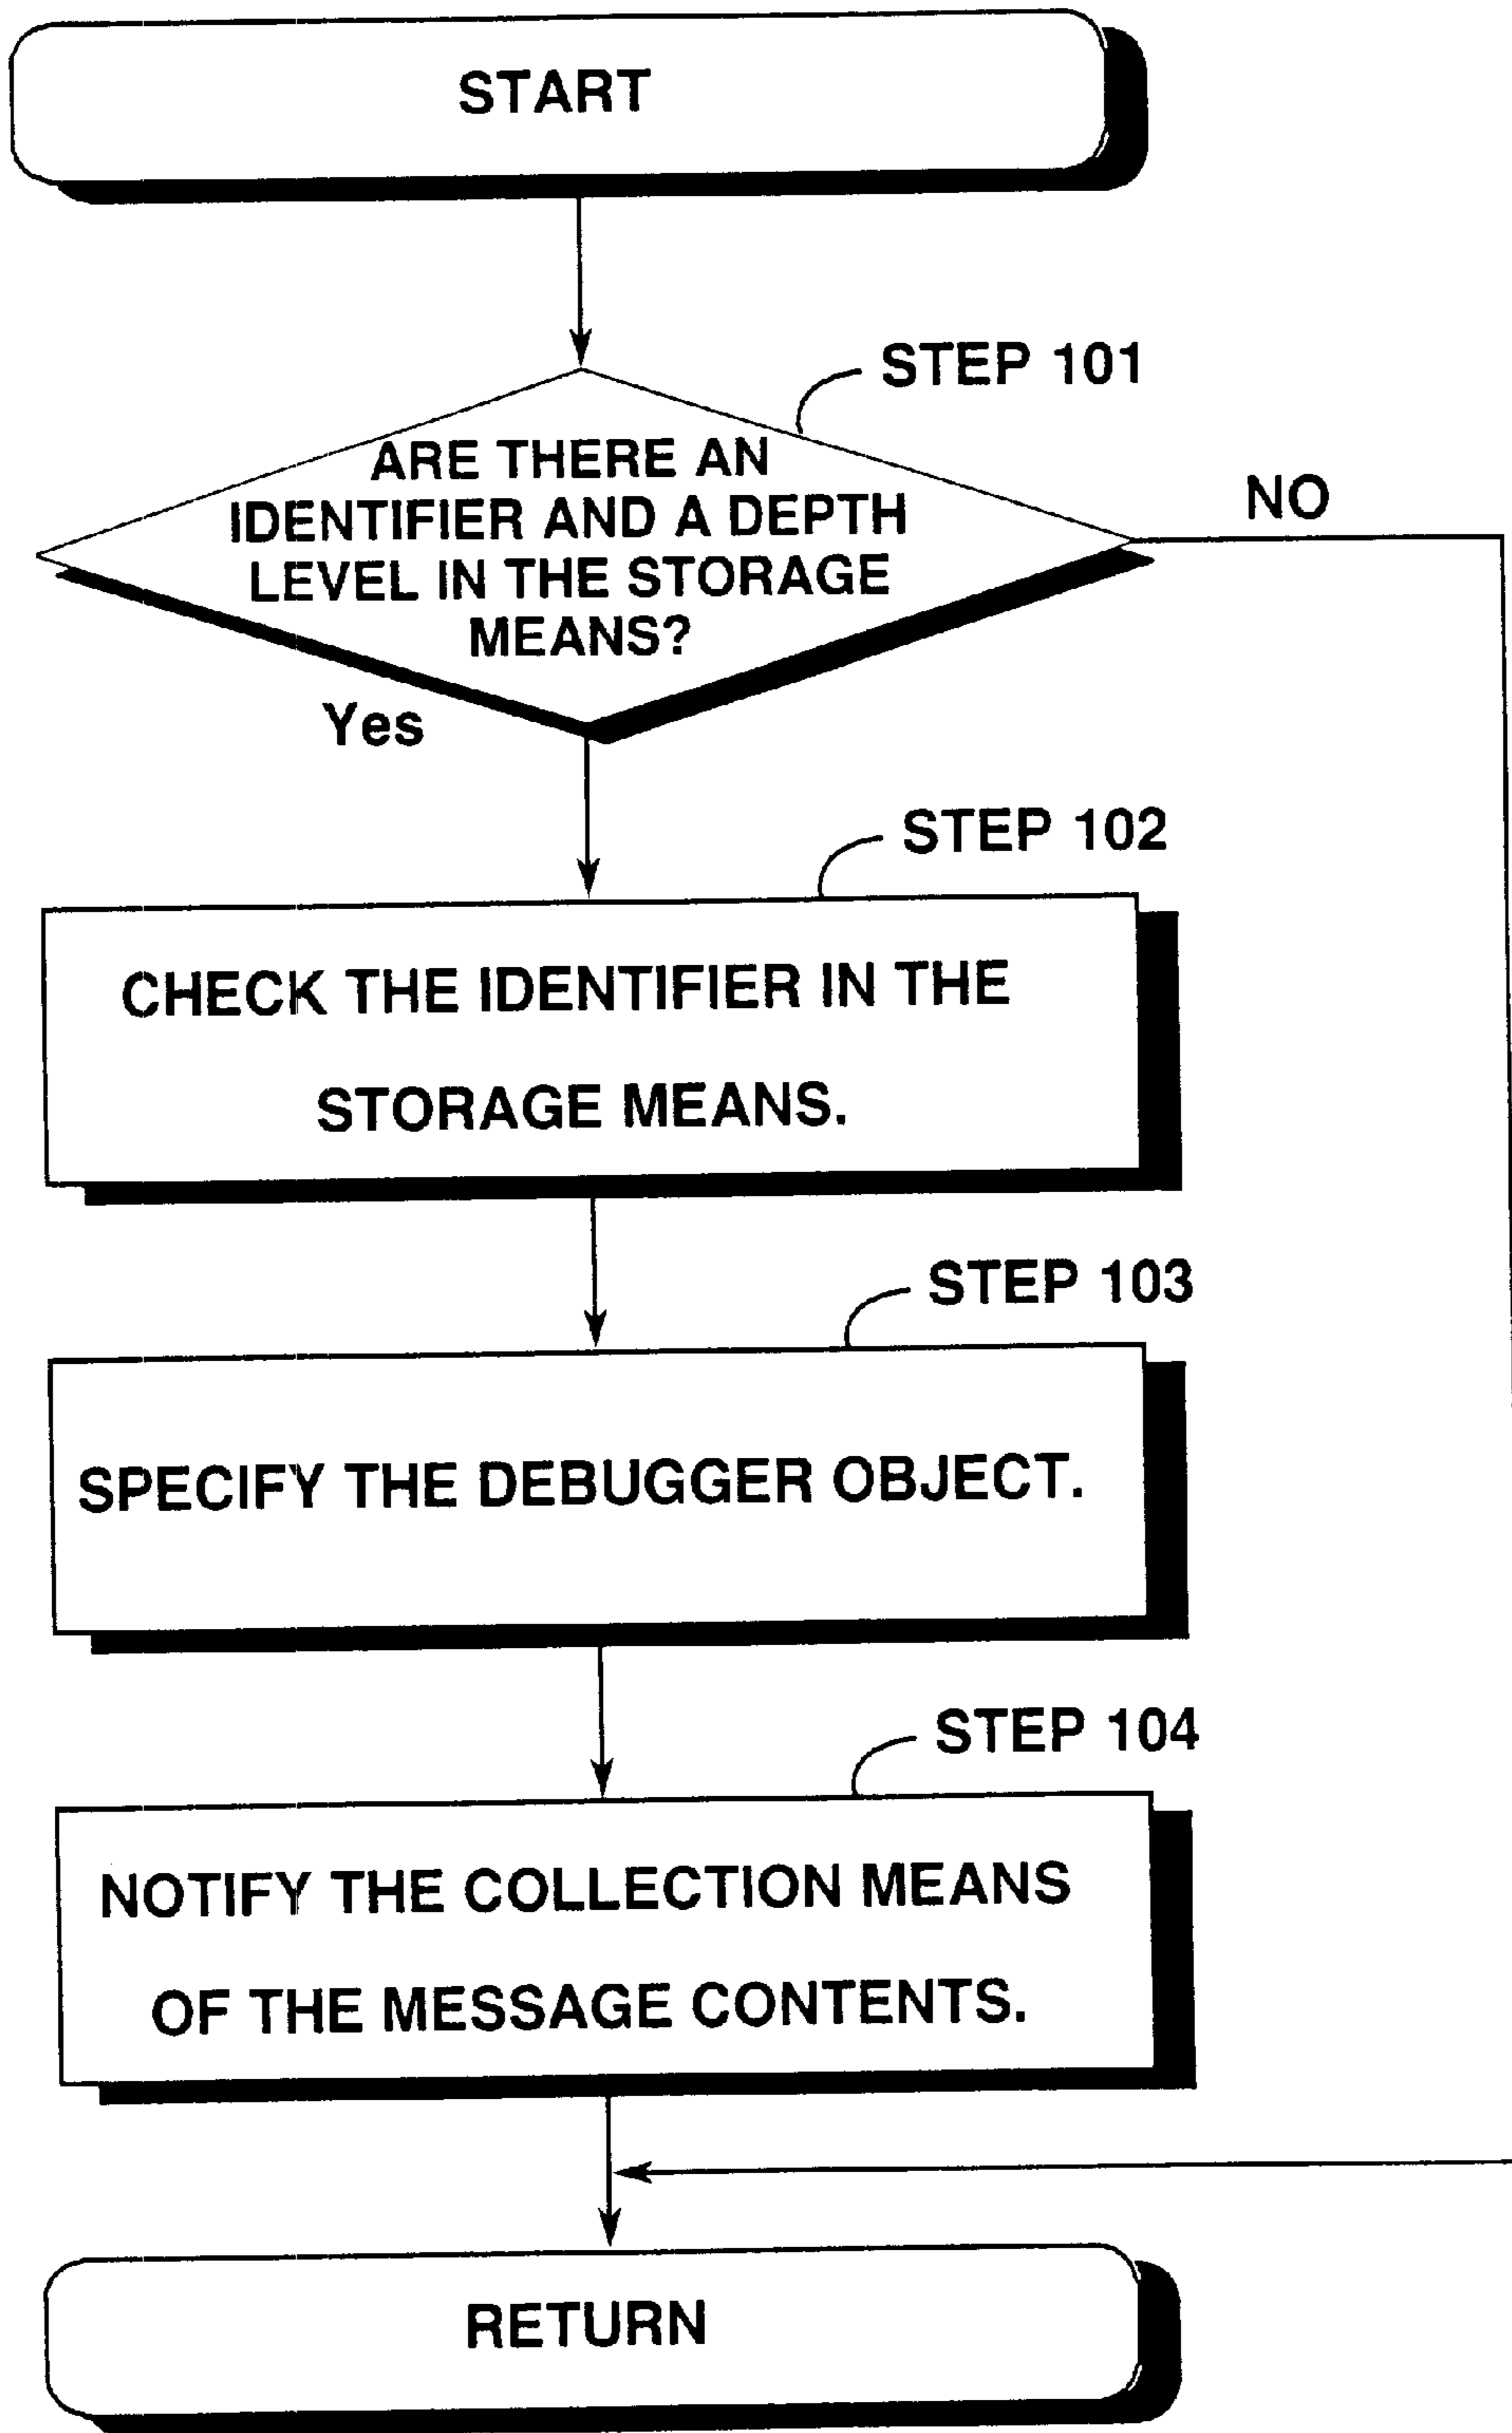 START
STEP 101
ARE THERE AN
IDENTIFIER AND A DEPTH
LEVEL IN THE STORAGE
MEANS?
NO
Yes
STEP 102
CHECK THE IDENTIFIER IN THE
STORAGE MEANS.
STEP 103
SPECIFY THE DEBUGGER OBJECT.
STEP 104
NOTIFY THE COLLECTION MEANS
OF THE MESSAGE CONTENTS.
RETURN